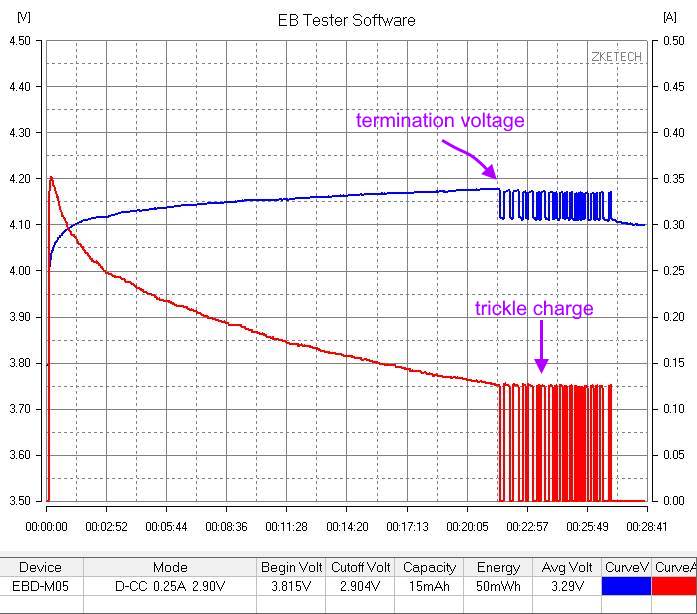 EB Tester Software
[V]
[A]
ZKETECH
4.50
4.40
4.30
4.20
4.10
4.00
3.90
3.80
3.70
3.60
3.50
0.50
0.45
0.40
0.35
0.30
0.25
0.20
0.15
0.10
0.05
0.00
termination voltage
trickle charge
00:00:00 00:02:52 00:05:44 00:08:36 00:11:28 00:14:20 00:17:13 00:20:05 00:22:57 00:25:49 00:28:41
Device Mode Begin Volt Cutoff Volt Capacity Energy Avg Volt CurveV CurveA
EBD-M05 D-CC 0.25A 2.90V 3.815V 2.904V 15mAh 50mWh 3.29V